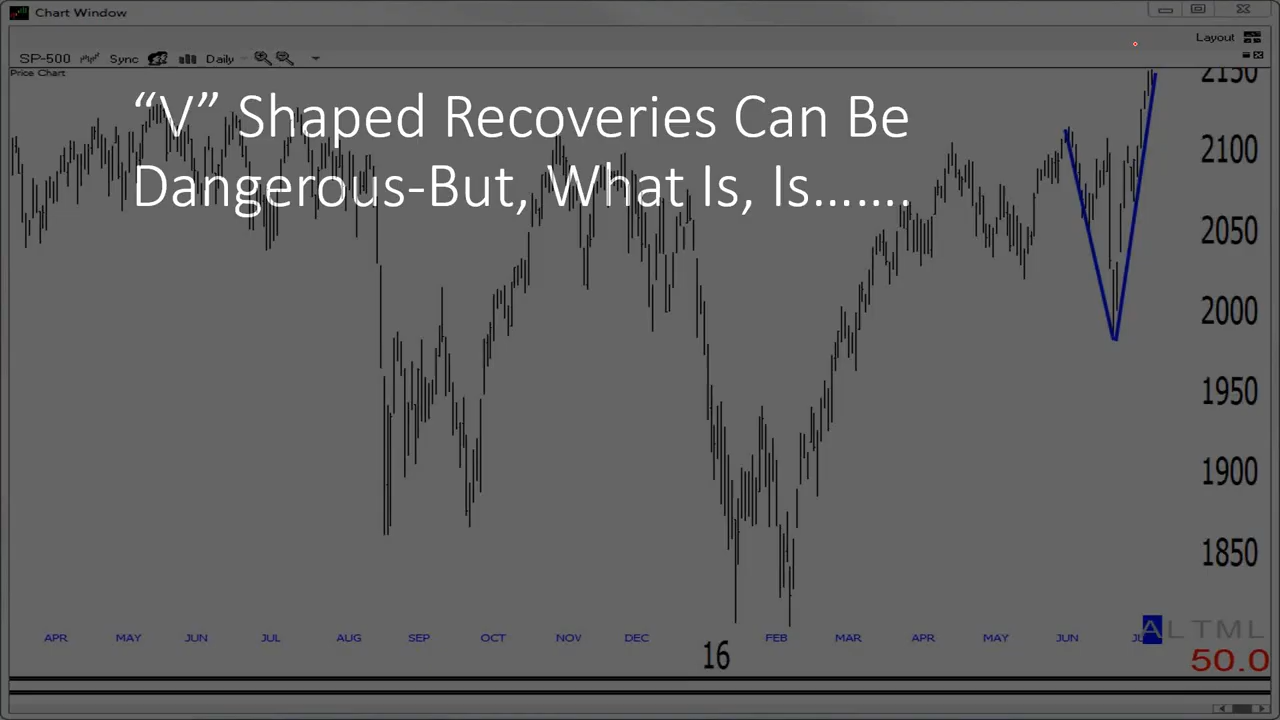 Chart Window
Layout
SP-500 Sync Daily
Price Chart
“V” Shaped Recoveries Can Be
Dangerous-But, What Is, Is…….
2150
2100
2050
2000
1950
1900
1850
APR MAY JUN JUL AUG SEP OCT NOV DEC 16 FEB MAR APR MAY JUN
A L T M L
50.0